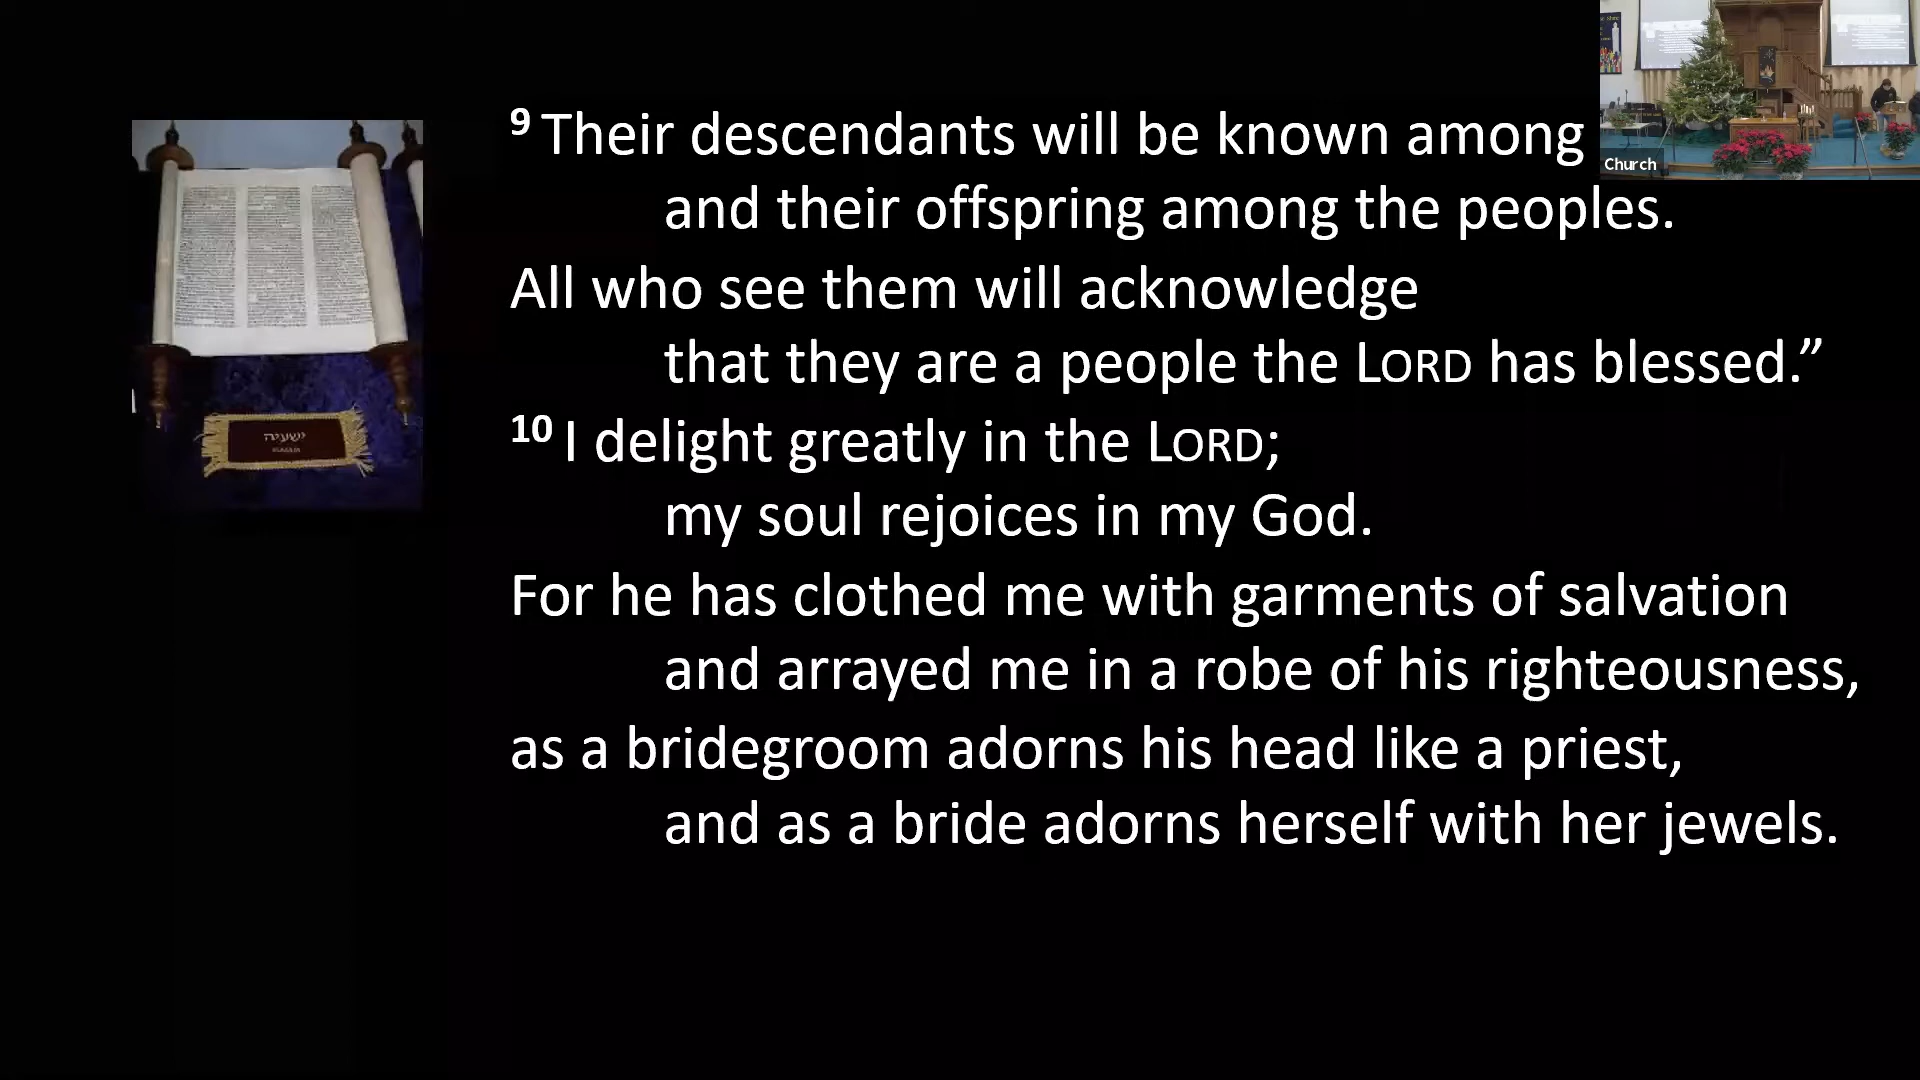 9 Their descendants will be known among
and their offspring among the peoples.
All who see them will acknowledge
that they are a people the LORD has blessed.”
10 I delight greatly in the LORD;
my soul rejoices in my God.
For he has clothed me with garments of salvation
and arrayed me in a robe of his righteousness,
as a bridegroom adorns his head like a priest,
and as a bride adorns herself with her jewels.
Church
ישעיה